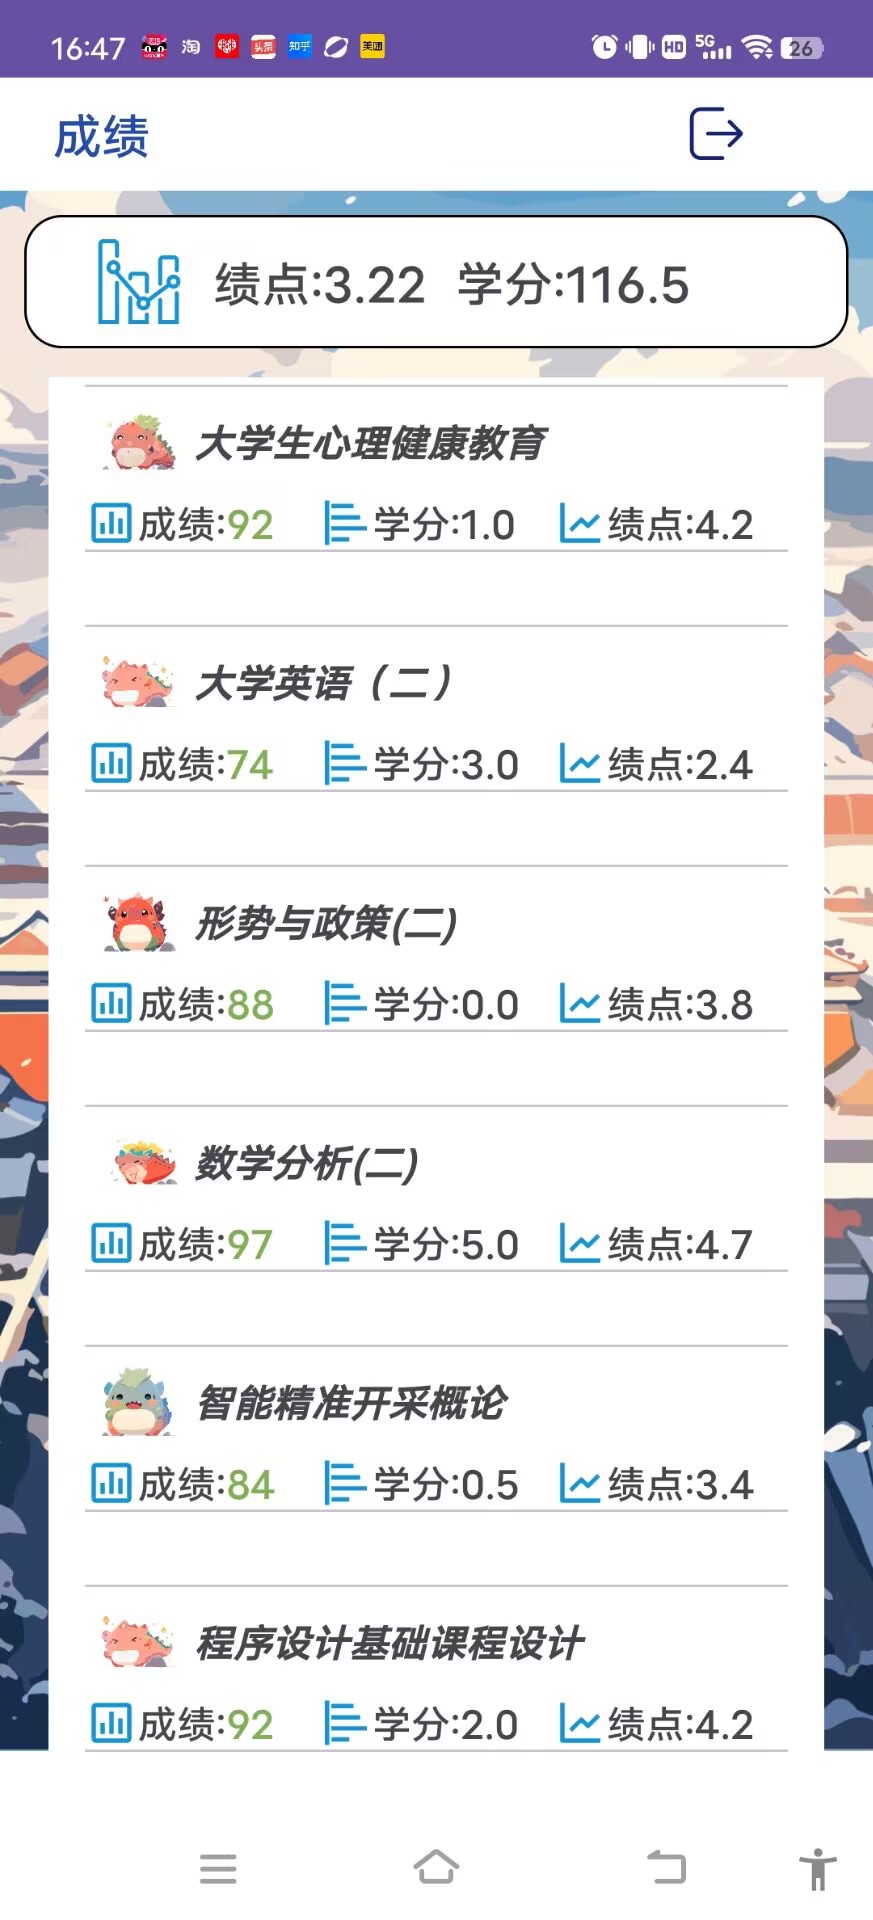 16:47 淘 头条 知乎 美团 HD 5G 26
成绩
绩点:3.22 学分:116.5
大学生心理健康教育
成绩:92 学分:1.0 绩点:4.2
大学英语（二）
成绩:74 学分:3.0 绩点:2.4
形势与政策(二)
成绩:88 学分:0.0 绩点:3.8
数学分析(二)
成绩:97 学分:5.0 绩点:4.7
智能精准开采概论
成绩:84 学分:0.5 绩点:3.4
程序设计基础课程设计
成绩:92 学分:2.0 绩点:4.2